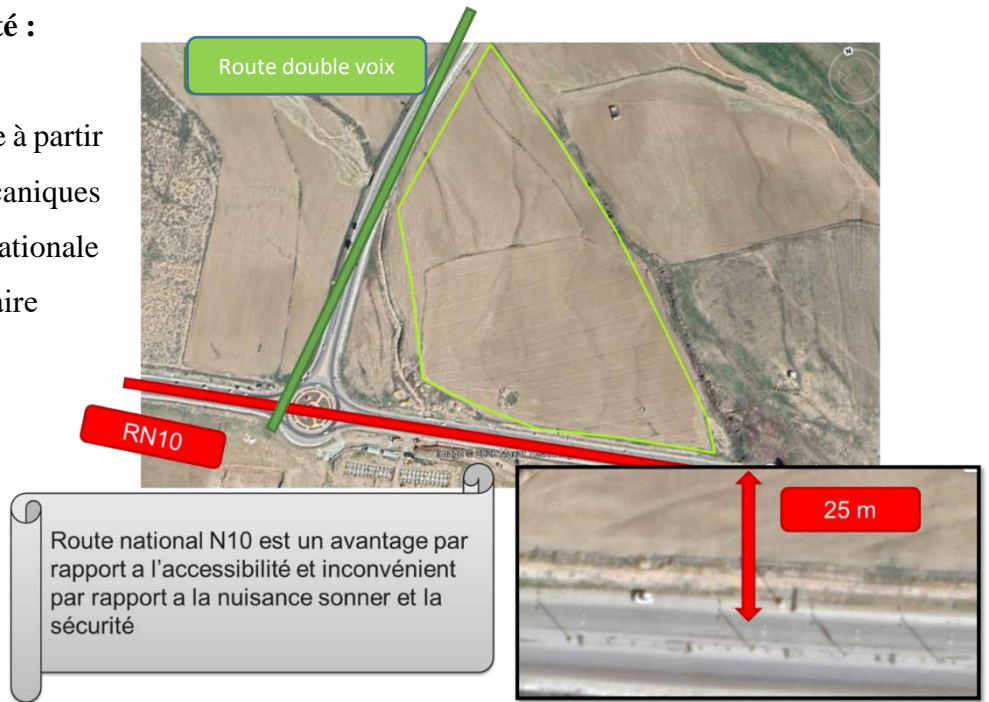 té :
Route double voix
e à partir
caniques
ationale
aire
RN10
Route national N10 est un avantage par
rapport a l’accessibilité et inconvénient
par rapport a la nuisance sonner et la
sécurité
25 m